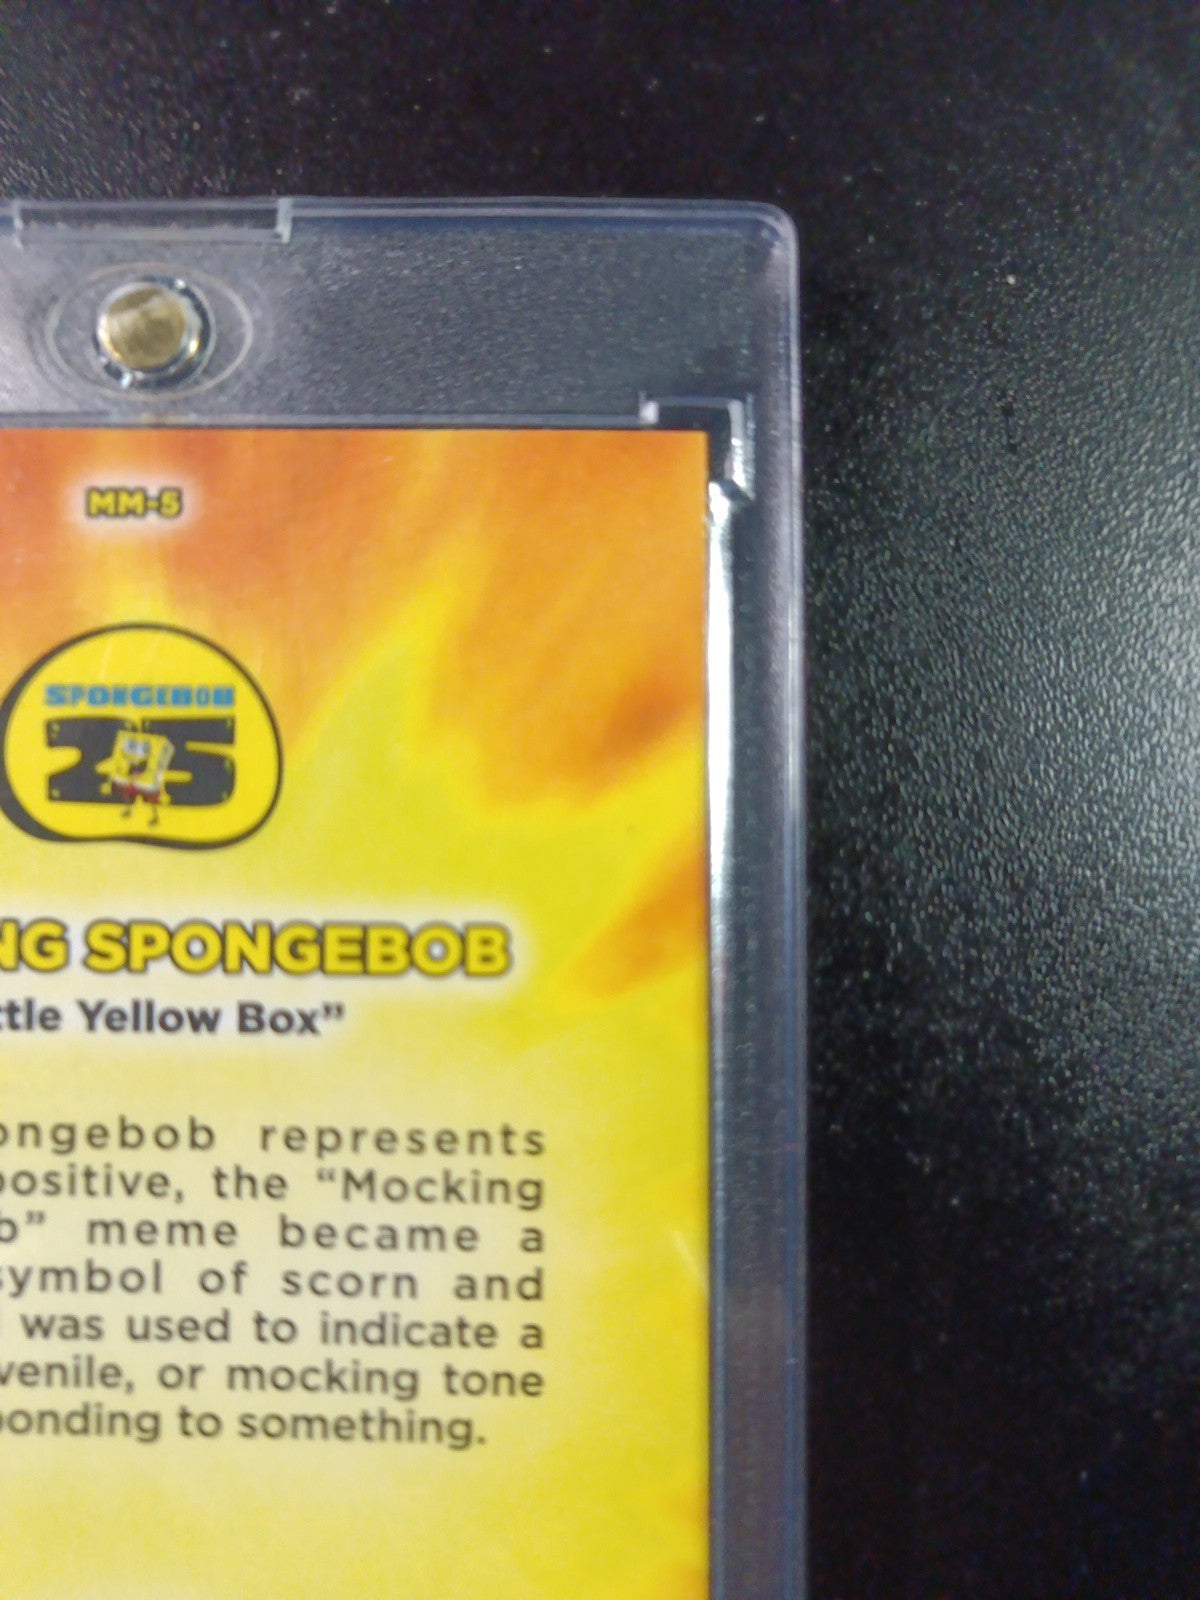 MM-5
SPONGEBOB
25
NG SPONGEBOB
ttle Yellow Box”
ongebob represents
positive, the “Mocking
b” meme became a
symbol of scorn and
was used to indicate a
venile, or mocking tone
ponding to something.